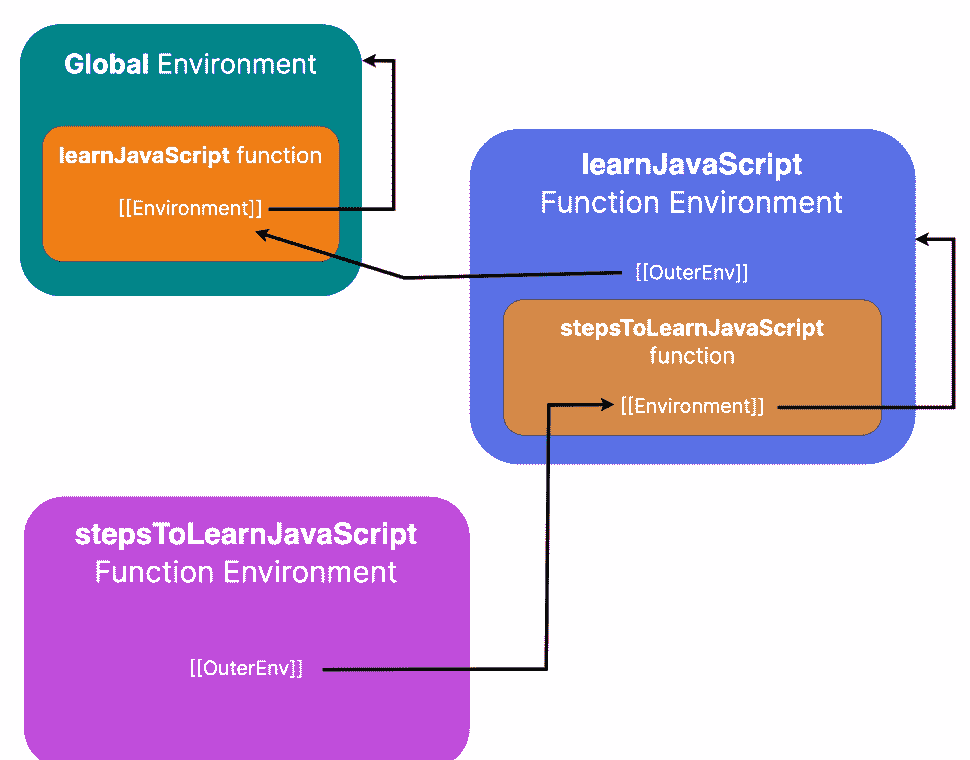 Global Environment
learnJavaScript function
[[Environment]]
learnJavaScript
Function Environment
[[OuterEnv]]
stepsToLearnJavaScript
function
[[Environment]]
stepsToLearnJavaScript
Function Environment
[[OuterEnv]]